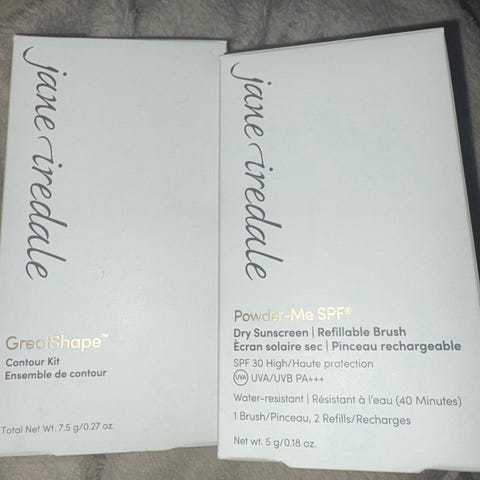 jane iredale
GreatShape™
Contour Kit
Ensemble de contour
Total Net Wt. 7.5 g/0.27 oz.
jane iredale
Powder-Me SPF®
Dry Sunscreen | Refillable Brush
Écran solaire sec | Pinceau rechargeable
SPF 30 High/Haute protection
UVA UVA/UVB PA+++
Water-resistant | Résistant à l'eau (40 Minutes)
1 Brush/Pinceau, 2 Refills/Recharges
Net wt. 5 g/0.18 oz.